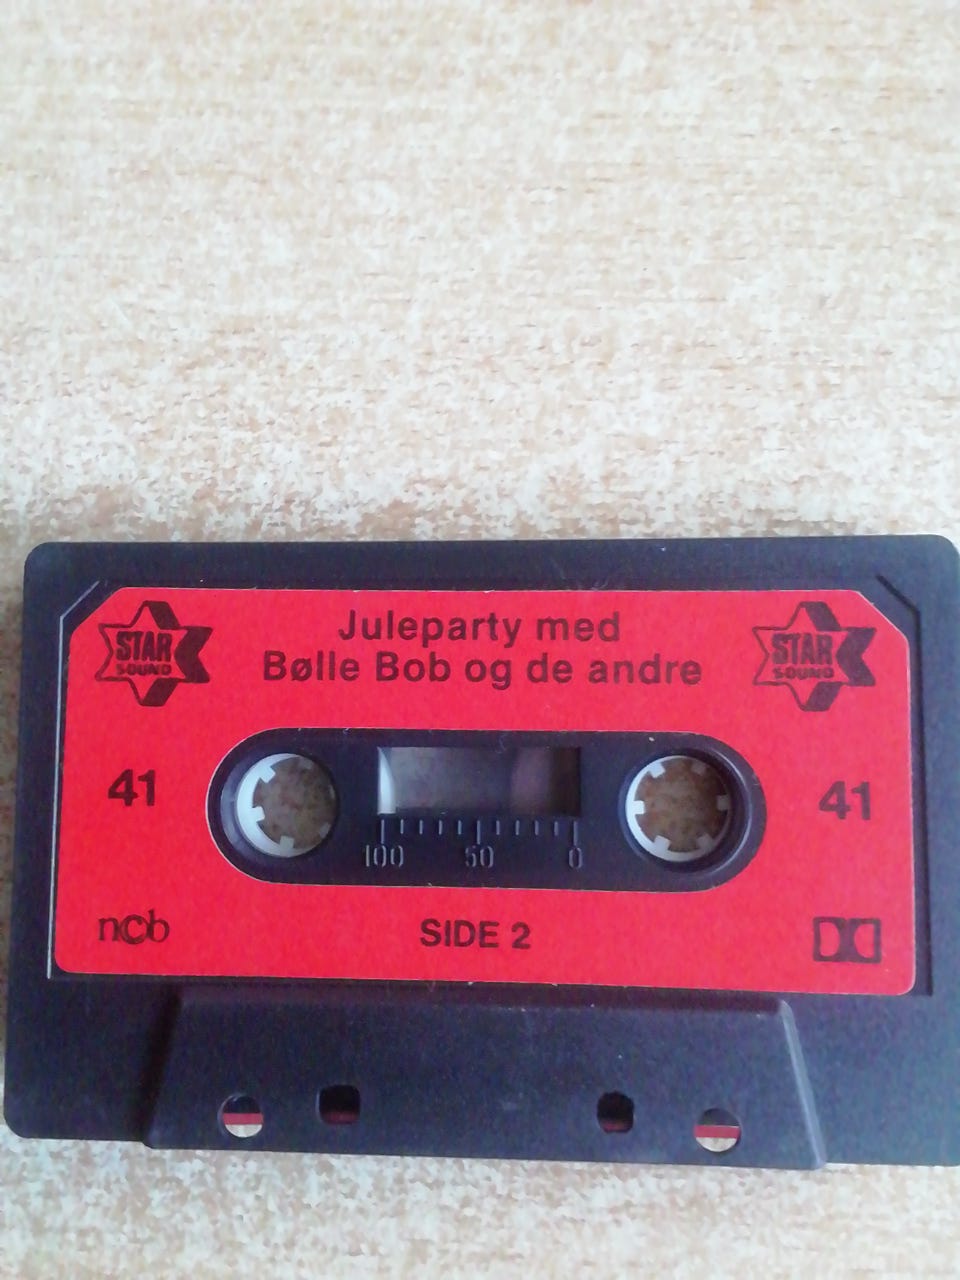 STAR
SOUND
Juleparty med
Bølle Bob og de andre
STAR
SOUND
41
41
100 50 0
ncb
SIDE 2